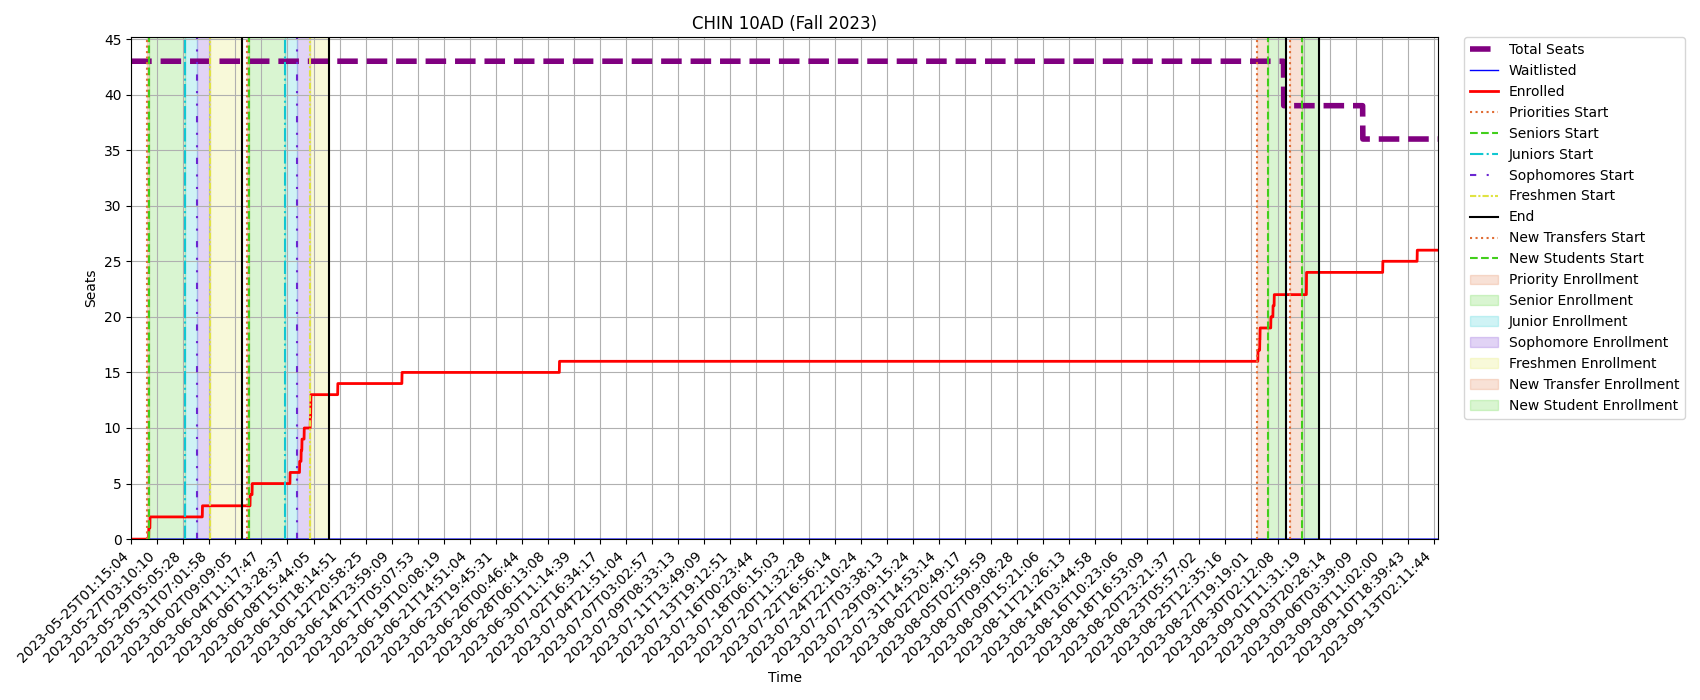 CHIN 10AD (Fall 2023)
45
40
35
30
25
20
15
10
5
0
Seats
2023-05-25T01:15:04
2023-05-27T03:10:10
2023-05-29T05:05:28
2023-05-31T07:01:58
2023-06-02T09:09:05
2023-06-04T11:17:47
2023-06-06T13:28:37
2023-06-08T15:44:05
2023-06-10T18:14:51
2023-06-12T20:58:25
2023-06-14T23:59:09
2023-06-17T05:07:53
2023-06-19T10:08:19
2023-06-21T14:51:04
2023-06-23T19:45:31
2023-06-26T00:46:44
2023-06-28T06:13:08
2023-06-30T11:14:39
2023-07-02T16:34:17
2023-07-04T21:51:04
2023-07-07T03:02:57
2023-07-09T08:33:13
2023-07-11T13:49:09
2023-07-13T19:12:51
2023-07-16T00:23:44
2023-07-18T06:15:03
2023-07-20T11:32:28
2023-07-22T16:56:14
2023-07-24T22:10:24
2023-07-27T03:38:13
2023-07-29T09:15:24
2023-07-31T14:53:14
2023-08-02T20:49:17
2023-08-05T02:59:59
2023-08-07T09:08:28
2023-08-09T15:21:06
2023-08-11T21:26:13
2023-08-14T03:44:58
2023-08-16T10:23:06
2023-08-18T16:53:09
2023-08-20T23:21:37
2023-08-23T05:57:02
2023-08-25T12:35:16
2023-08-27T19:19:01
2023-08-30T02:12:08
2023-09-01T11:31:19
2023-09-03T20:28:14
2023-09-06T03:39:09
2023-09-08T11:02:00
2023-09-10T18:39:43
2023-09-13T02:11:44
Time
Total Seats
Waitlisted
Enrolled
Priorities Start
Seniors Start
Juniors Start
Sophomores Start
Freshmen Start
End
New Transfers Start
New Students Start
Priority Enrollment
Senior Enrollment
Junior Enrollment
Sophomore Enrollment
Freshmen Enrollment
New Transfer Enrollment
New Student Enrollment